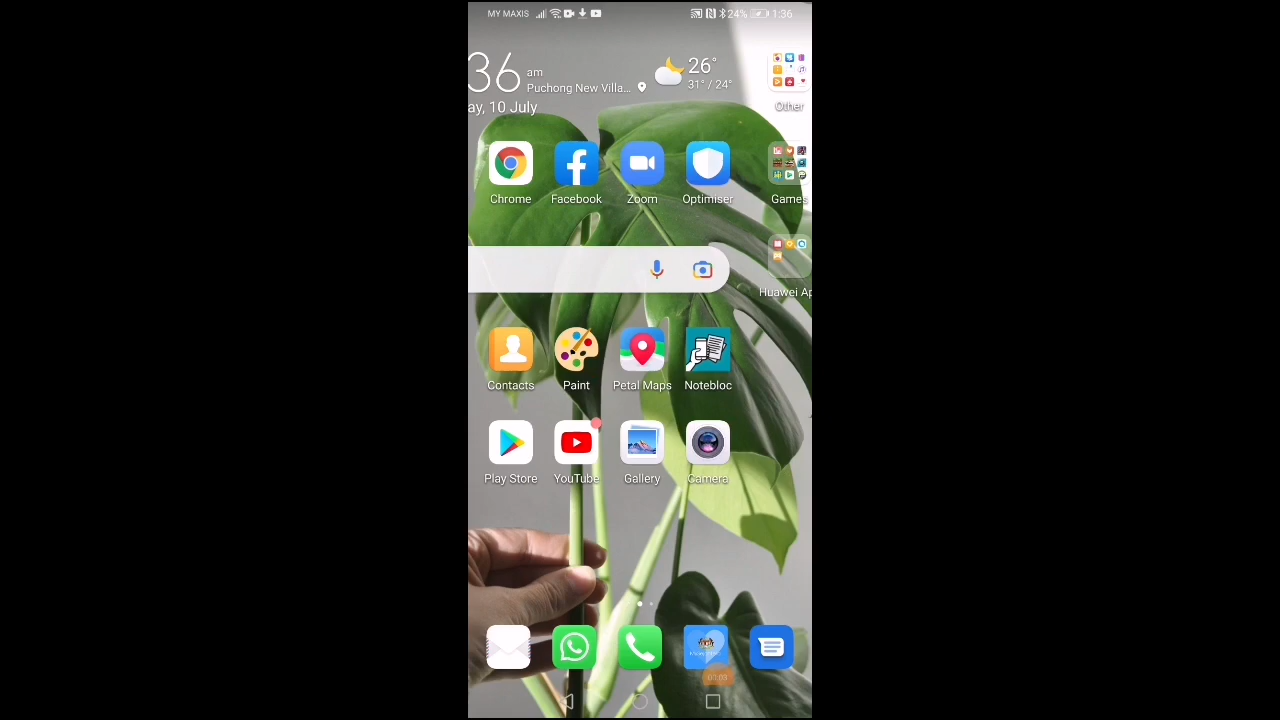 MY MAXIS
24% 1:36
36 am
Puchong New Villa...
ay, 10 July
26°
31° / 24°
Other
Chrome
Facebook
Zoom
Optimiser
Games
Huawei Ap
Contacts
Paint
Petal Maps
Notebloc
Play Store
YouTube
Gallery
Camera